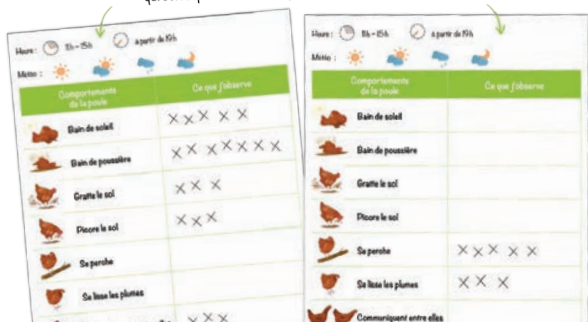 Heure : 11h – 15h à partir de 19h
Météo :
Comportements de la poule
Ce que j'observe
Bain de soleil
X X X X X
Bain de poussière
X X X X X X X
Gratte le sol
X X X
Picore le sol
X X X
Se perche
Se lisse les plumes
X X X
Heure : 11h – 15h à partir de 19h
Météo :
Comportements de la poule
Ce que j'observe
Bain de soleil
Bain de poussière
Gratte le sol
Picore le sol
Se perche
X X X X X
Se lisse les plumes
X X X
Communiquent entre elles